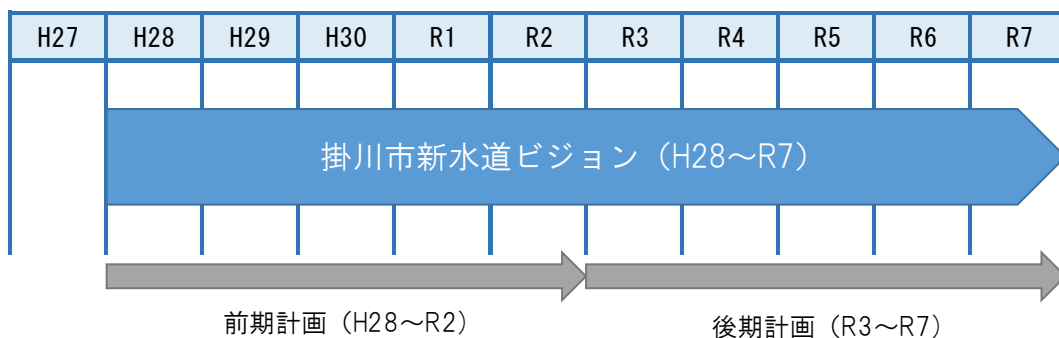 H27 H28 H29 H30 R1 R2 R3 R4 R5 R6 R7
掛川市新水道ビジョン（H28～R7）
前期計画（H28～R2）
後期計画（R3～R7）